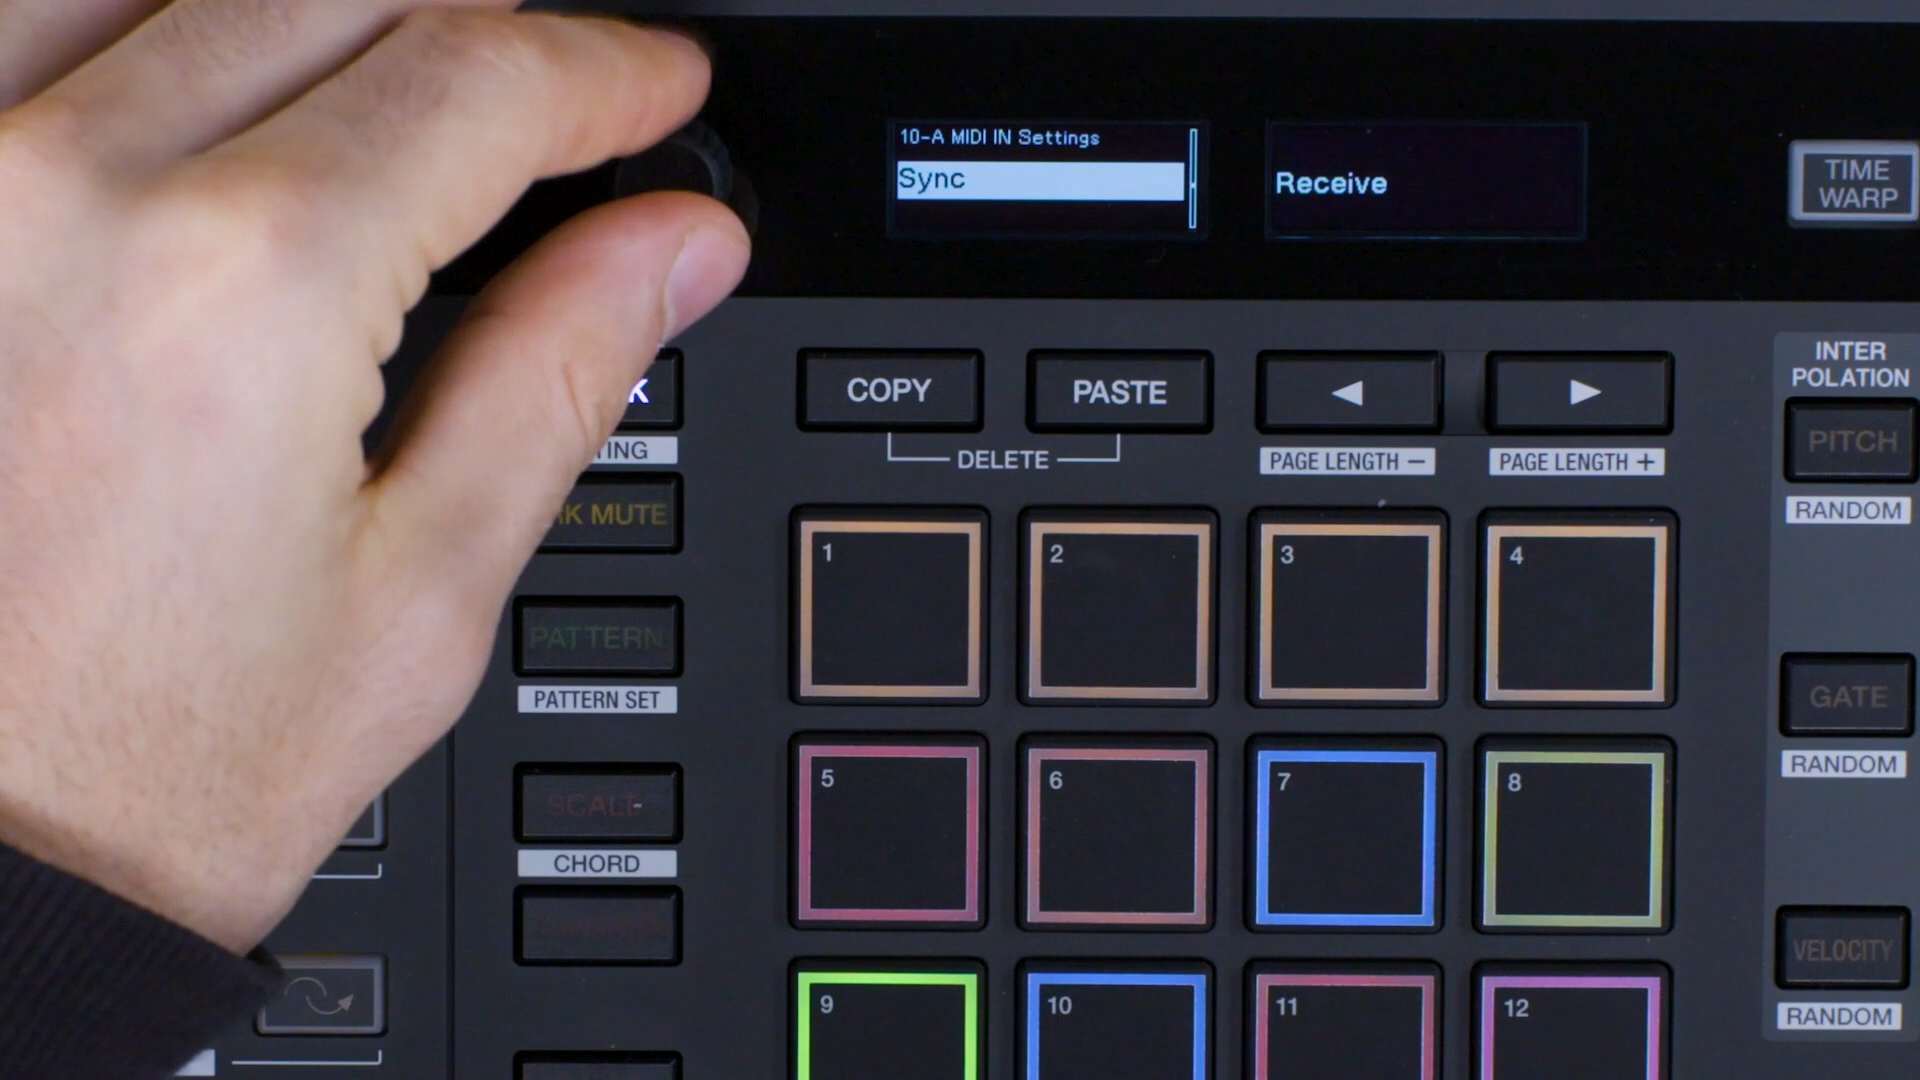 10-A MIDI IN Settings
Sync
Receive
TIME
WARP
INTER
POLATION
COPY
PASTE
DELETE
PAGE LENGTH −
PAGE LENGTH +
PITCH
RANDOM
MUTE
1
2
3
4
PATTERN
PATTERN SET
GATE
RANDOM
5
6
7
8
SCALE
CHORD
VELOCITY
RANDOM
9
10
11
12